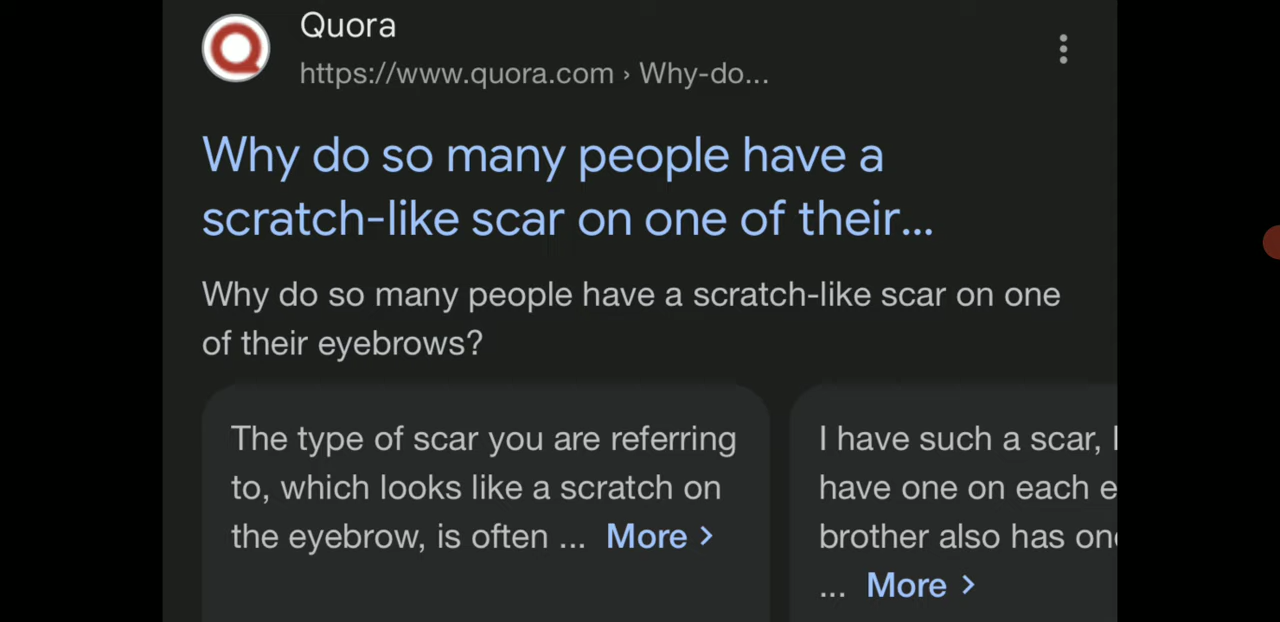 Quora
https://www.quora.com › Why-do...
Why do so many people have a
scratch-like scar on one of their...
Why do so many people have a scratch-like scar on one
of their eyebrows?
The type of scar you are referring
to, which looks like a scratch on
the eyebrow, is often ... More >
I have such a scar,
have one on each
brother also has
... More >